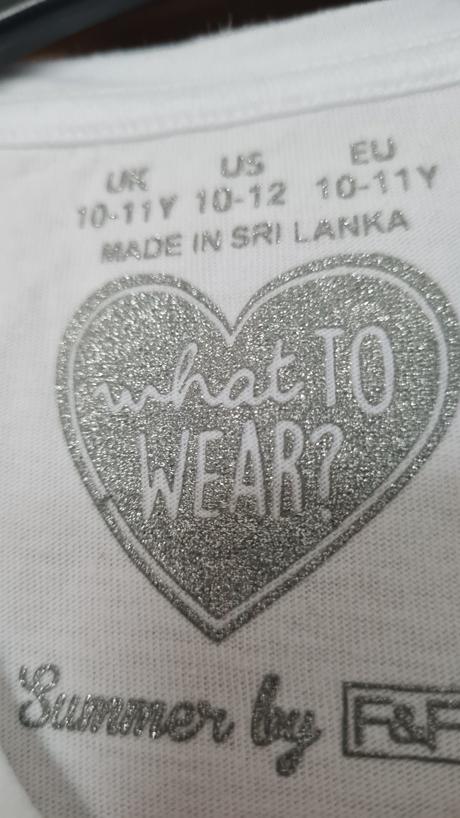 UK US EU
10-11Y 10-12 10-11Y
MADE IN SRI LANKA
what TO
WEAR?
Summer by F&F